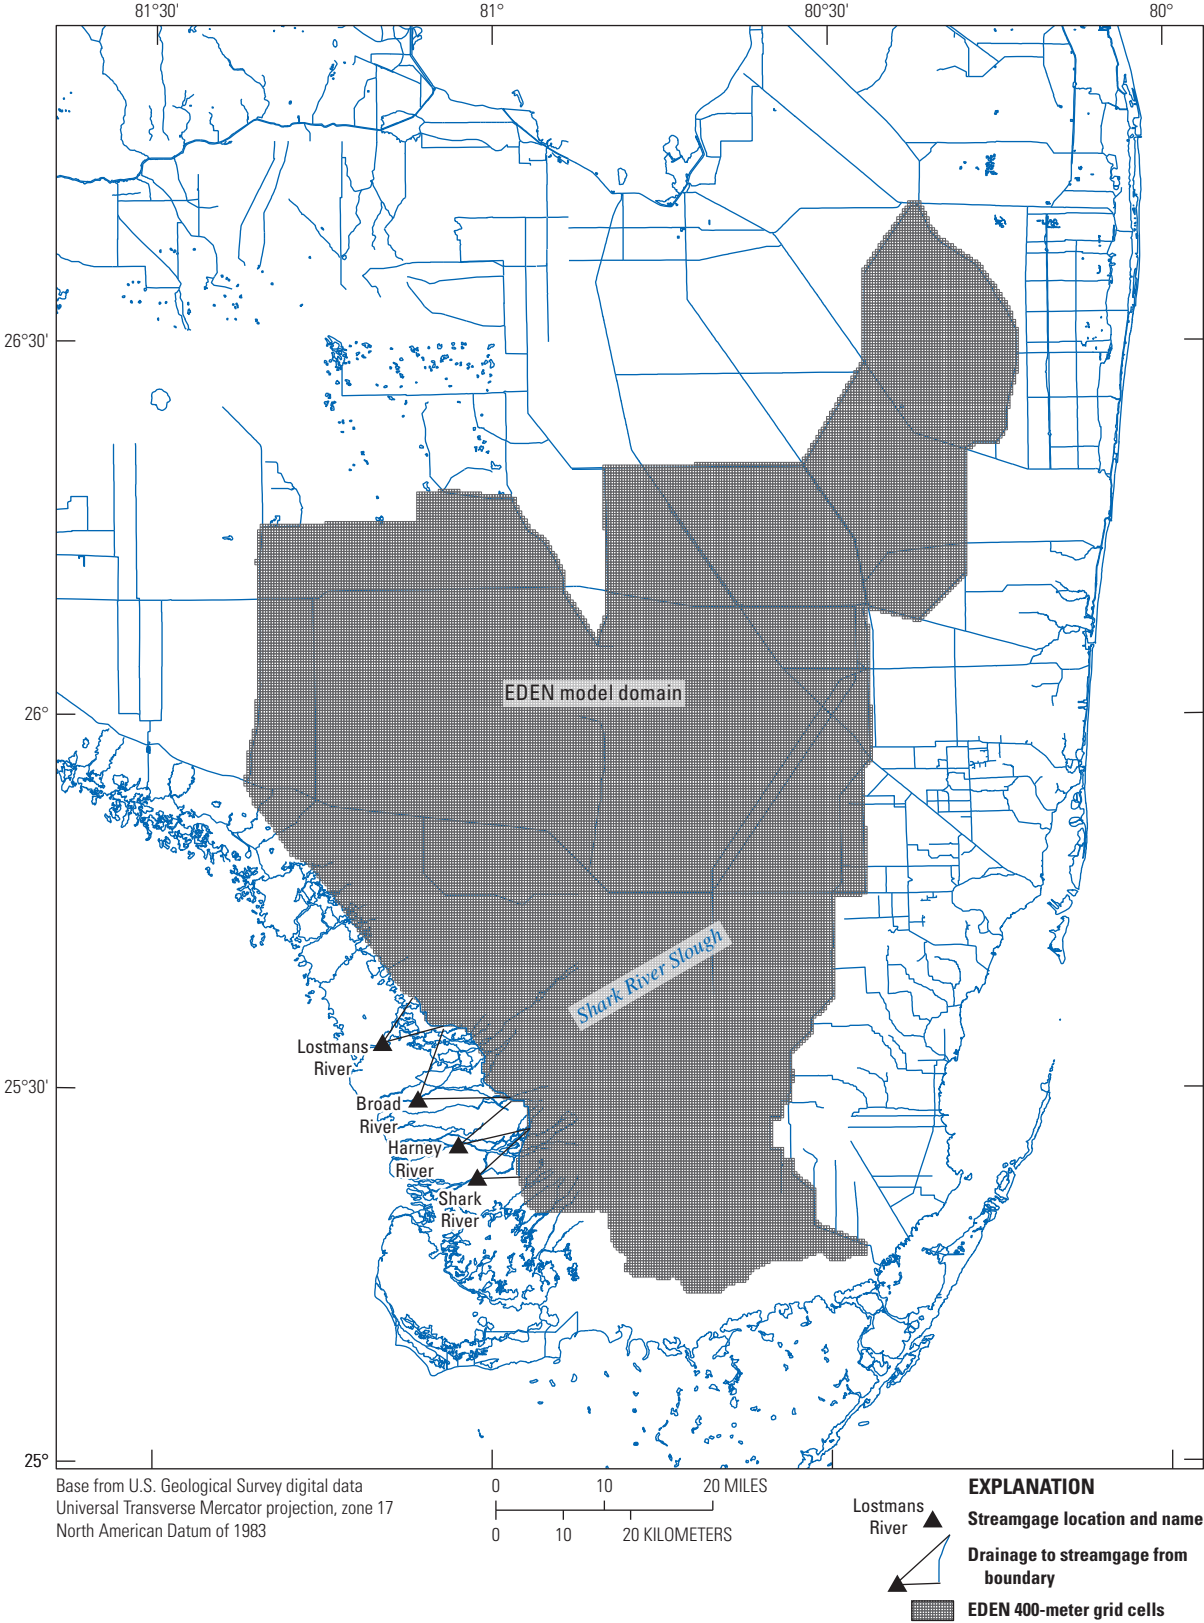 81°30'
81°
80°30'
80°
26°30'
EDEN model domain
26°
Shark River Slough
Lostmans
River
25°30'
Broad
River
Harney
River
Shark
River
25°
Base from U.S. Geological Survey digital data
Universal Transverse Mercator projection, zone 17
North American Datum of 1983
0 10 20 MILES
0 10 20 KILOMETERS
EXPLANATION
Lostmans
River
Streamgage location and name
Drainage to streamgage from
boundary
EDEN 400-meter grid cells